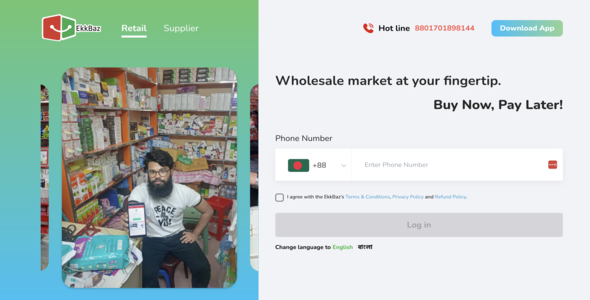 EkkBaz
Retail
Supplier
Hot line 8801701898144
Download App
PEACE
Wholesale market at your fingertip.
Buy Now, Pay Later!
Phone Number
+88
Enter Phone Number
I agree with the EkkBaz's Terms & Conditions, Privacy Policy and Refund Policy.
Log in
Change language to English বাংলা